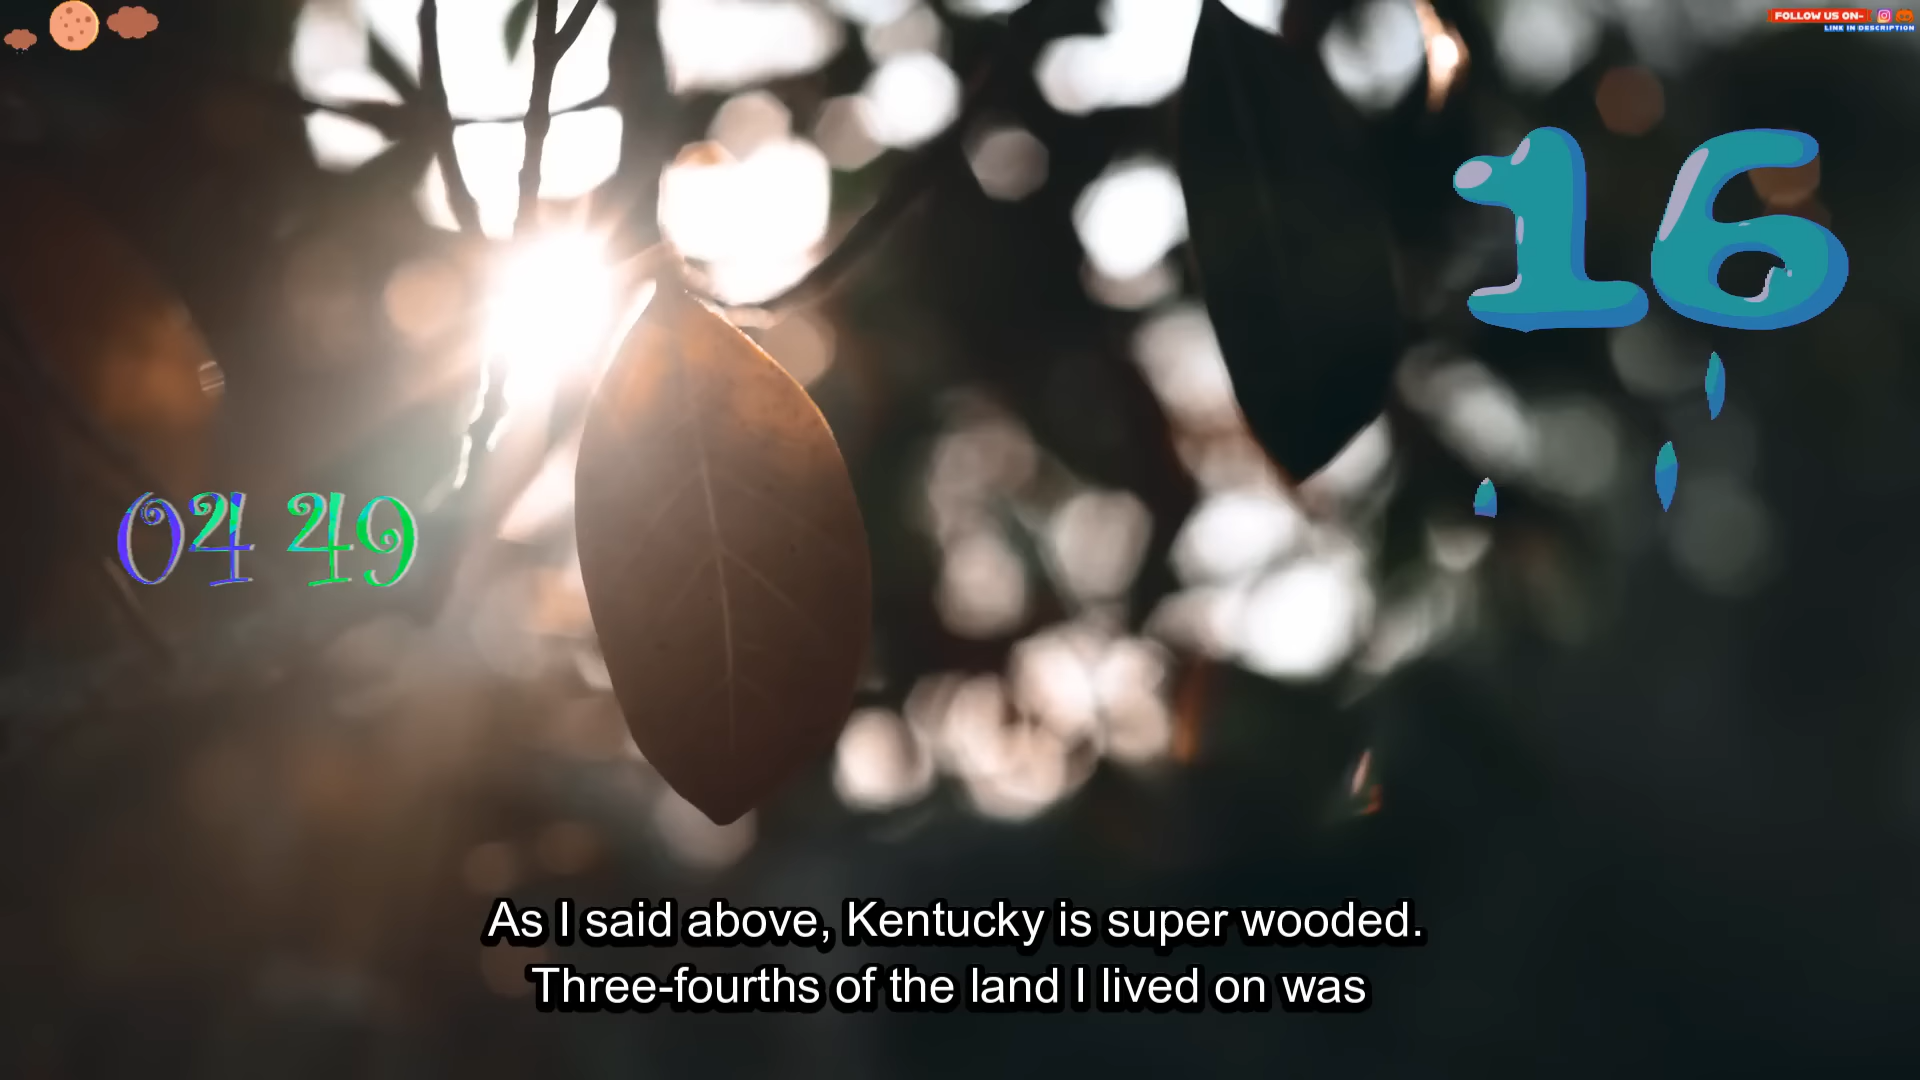 FOLLOW US ON-
LINK IN DESCRIPTION
16
04 49
As I said above, Kentucky is super wooded.
Three-fourths of the land I lived on was